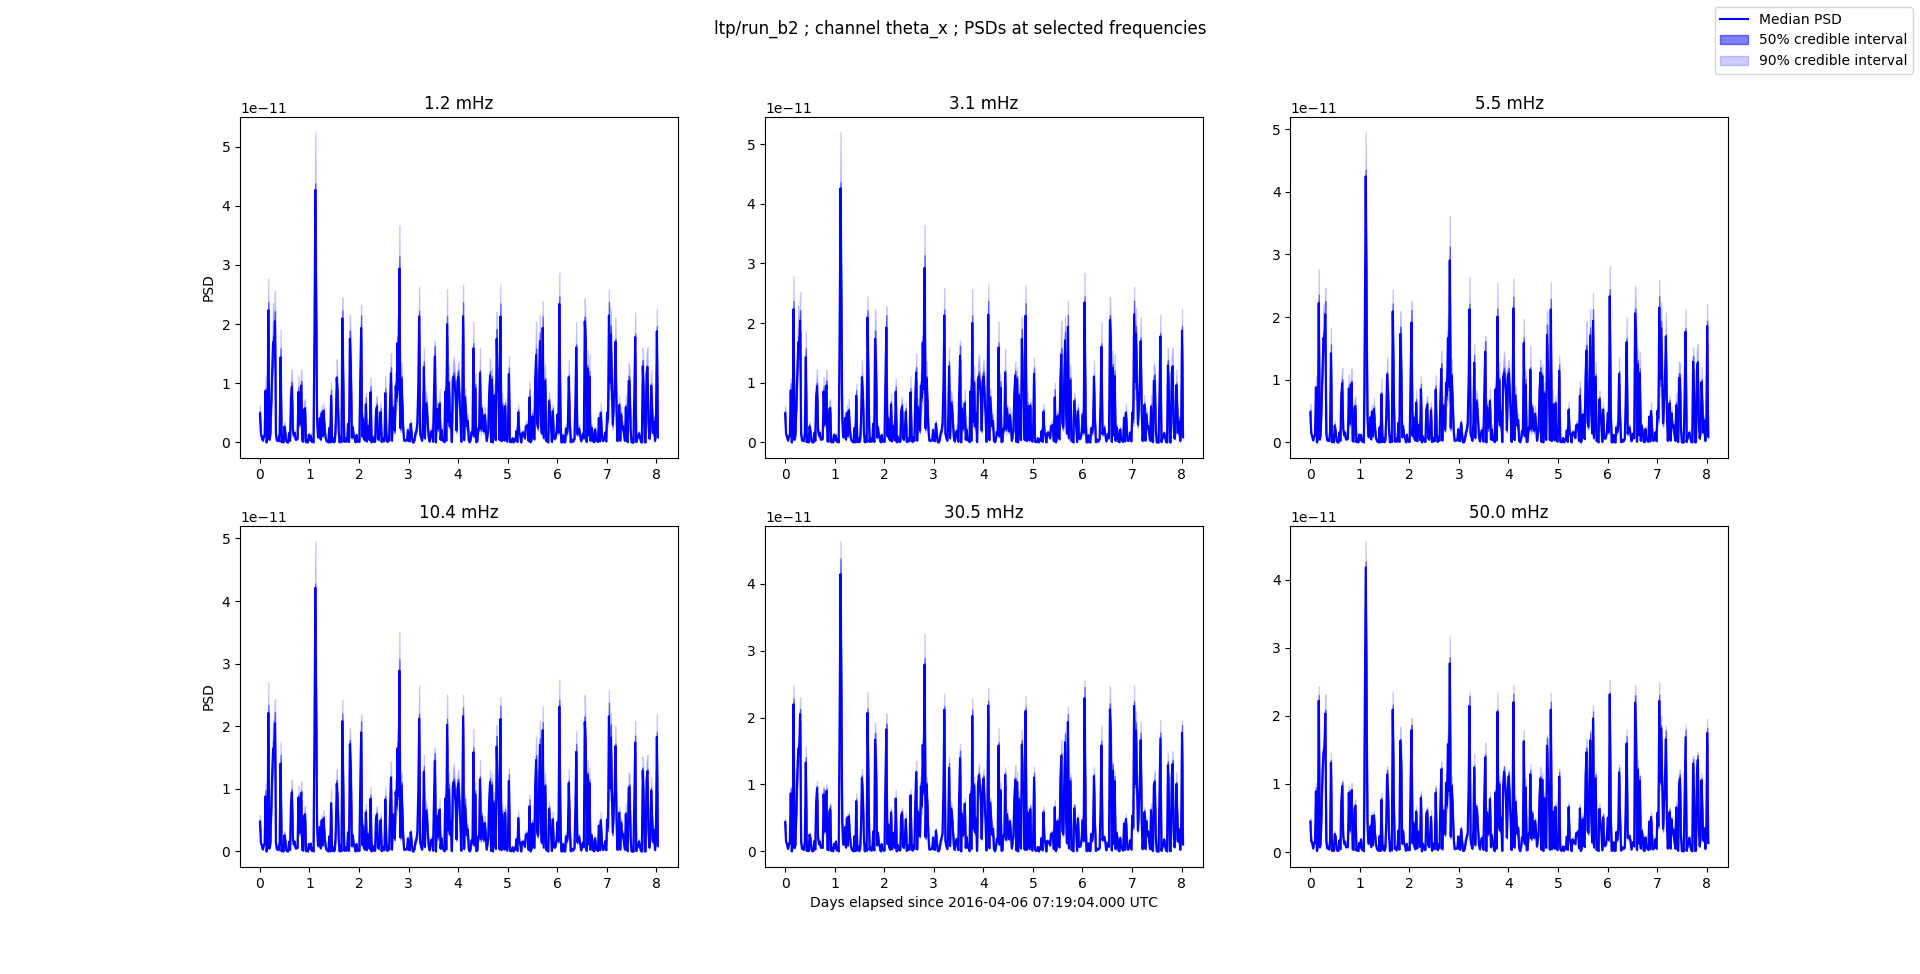 ltp/run_b2 ; channel theta_x ; PSDs at selected frequencies
Median PSD
50% credible interval
90% credible interval
1.2 mHz
3.1 mHz
5.5 mHz
1e−11
1e−11
1e−11
PSD
5
4
3
2
1
0
0 1 2 3 4 5 6 7 8
5
4
3
2
1
0
0 1 2 3 4 5 6 7 8
5
4
3
2
1
0
0 1 2 3 4 5 6 7 8
10.4 mHz
30.5 mHz
50.0 mHz
1e−11
1e−11
1e−11
PSD
5
4
3
2
1
0
0 1 2 3 4 5 6 7 8
4
3
2
1
0
0 1 2 3 4 5 6 7 8
4
3
2
1
0
0 1 2 3 4 5 6 7 8
Days elapsed since 2016-04-06 07:19:04.000 UTC